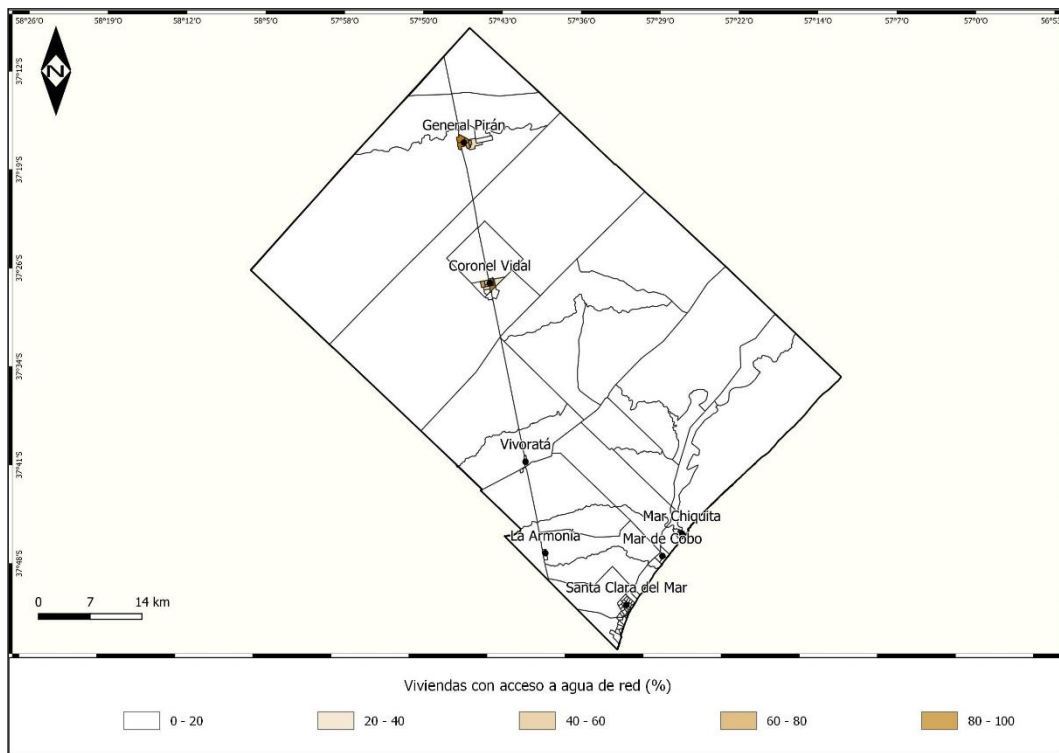 58°26'O 58°19'O 58°12'O 58°5'O 57°58'O 57°50'O 57°43'O 57°36'O 57°29'O 57°22'O 57°14'O 57°7'O 57°0'O
N
37°12'S
General Pirán
37°19'S
Coronel Vidal
37°26'S
37°34'S
Vivoratá
37°41'S
Mar Chiquita
La Armonia
Mar de Cobo
37°48'S
Santa Clara del Mar
0 7 14 km
Viviendas con acceso a agua de red (%)
0 - 20 20 - 40 40 - 60 60 - 80 80 - 100